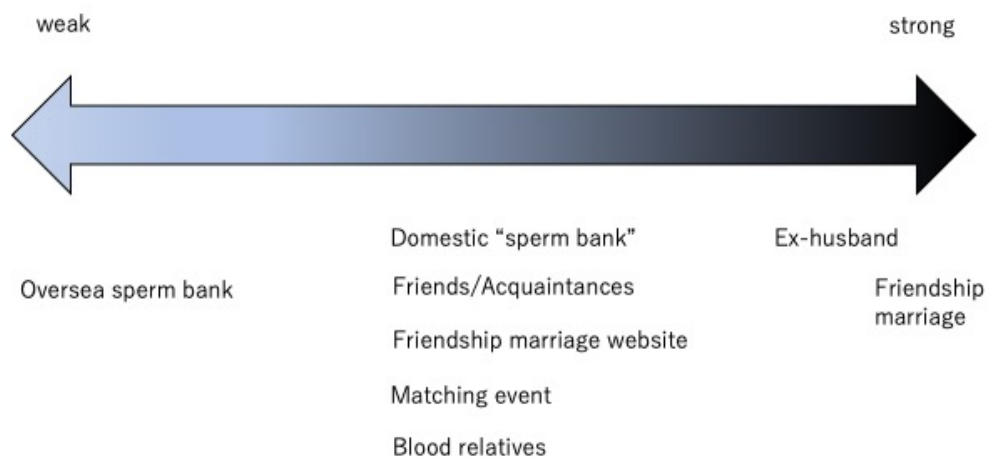 weak
strong
Domestic “sperm bank”
Ex-husband
Oversea sperm bank
Friends/Acquaintances
Friendship
marriage
Friendship marriage website
Matching event
Blood relatives